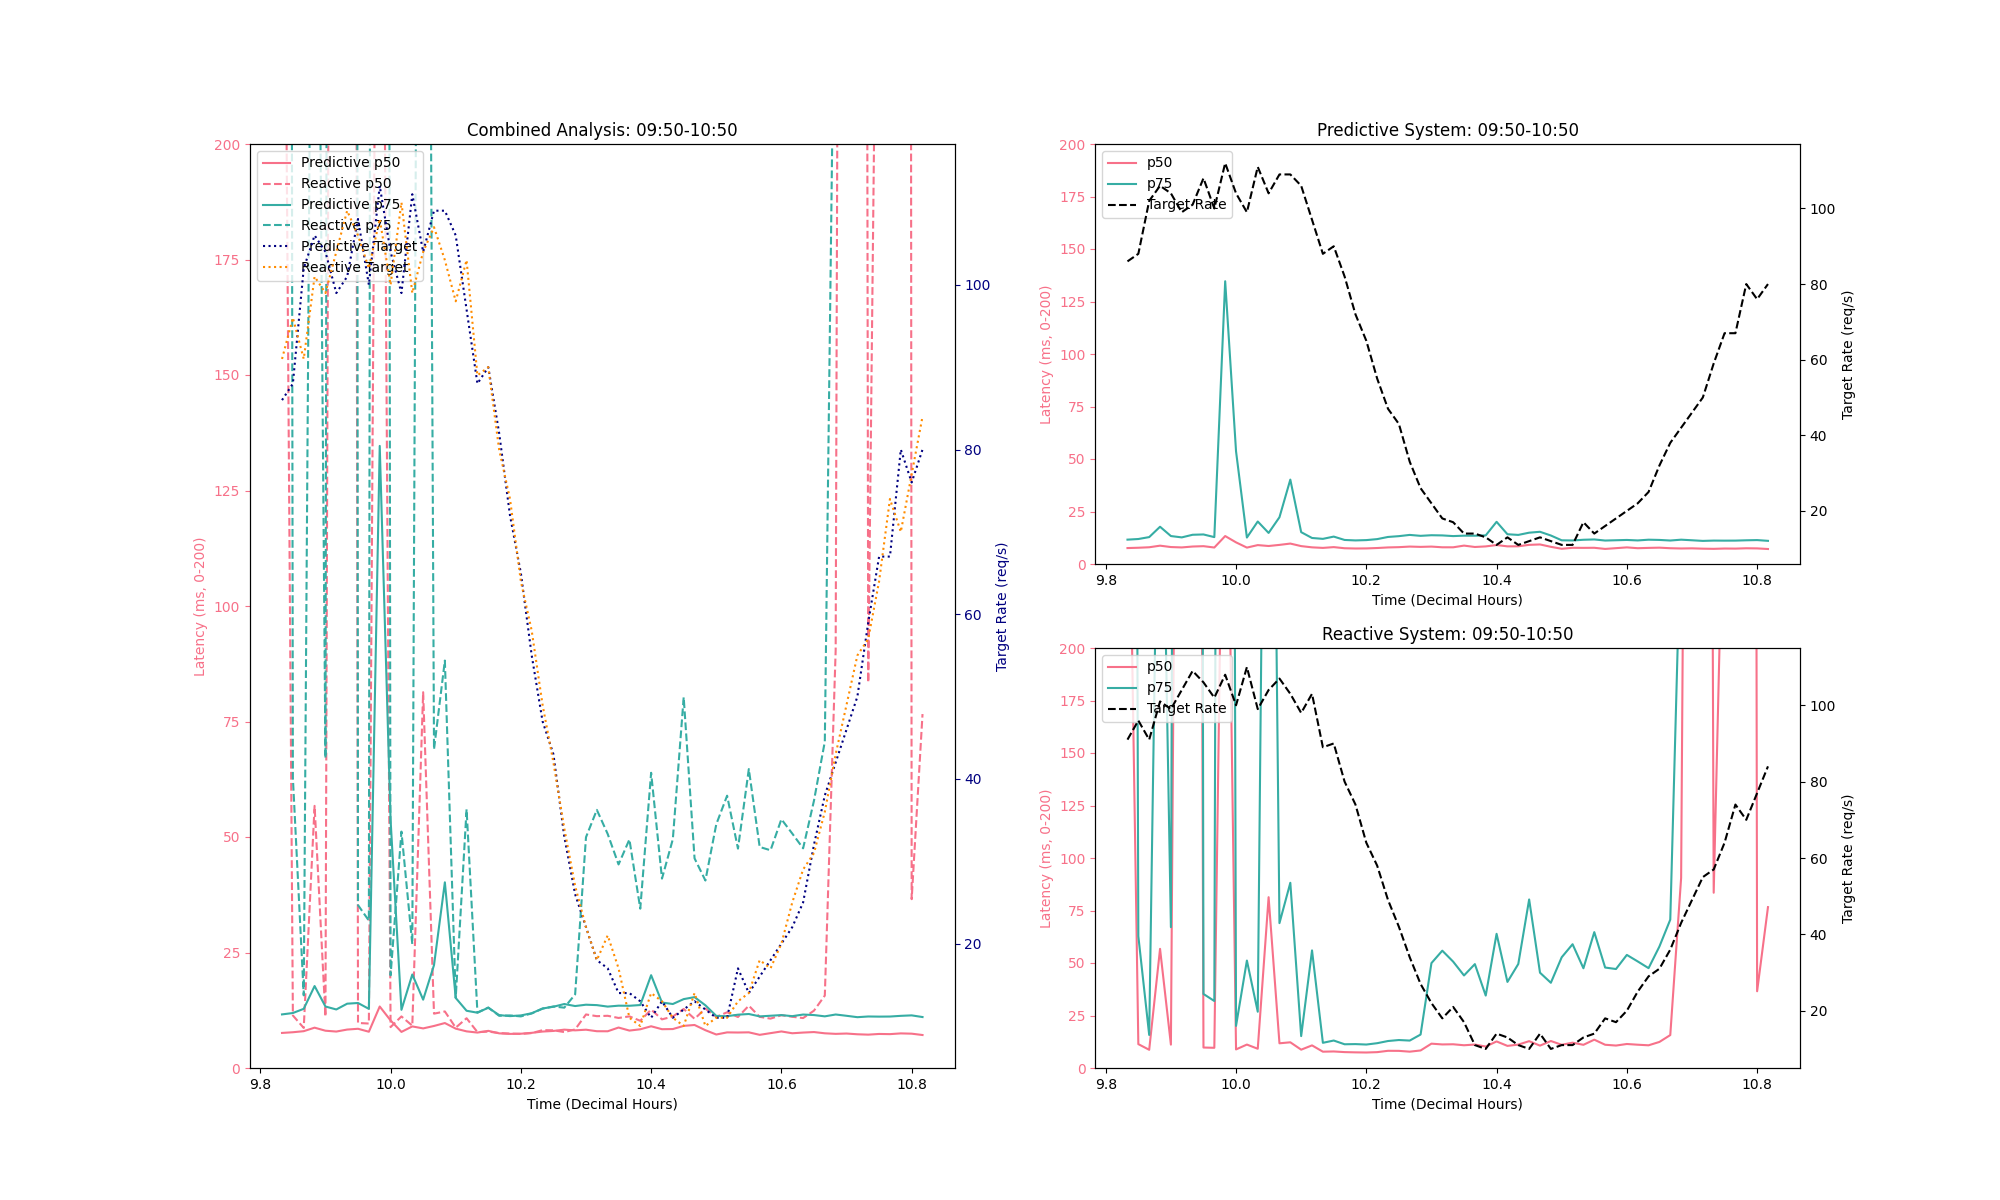 Combined Analysis: 09:50-10:50
Predictive p50
Reactive p50
Predictive p75
Reactive p75
Predictive Target
Reactive Target
200
175
150
125
100
75
50
25
0
Latency (ms, 0-200)
100
80
60
40
20
Target Rate (req/s)
9.8 10.0 10.2 10.4 10.6 10.8
Time (Decimal Hours)
Predictive System: 09:50-10:50
p50
p75
Target Rate
200
175
150
125
100
75
50
25
0
Latency (ms, 0-200)
100
80
60
40
20
Target Rate (req/s)
9.8 10.0 10.2 10.4 10.6 10.8
Time (Decimal Hours)
Reactive System: 09:50-10:50
p50
p75
Target Rate
200
175
150
125
100
75
50
25
0
Latency (ms, 0-200)
100
80
60
40
20
Target Rate (req/s)
9.8 10.0 10.2 10.4 10.6 10.8
Time (Decimal Hours)